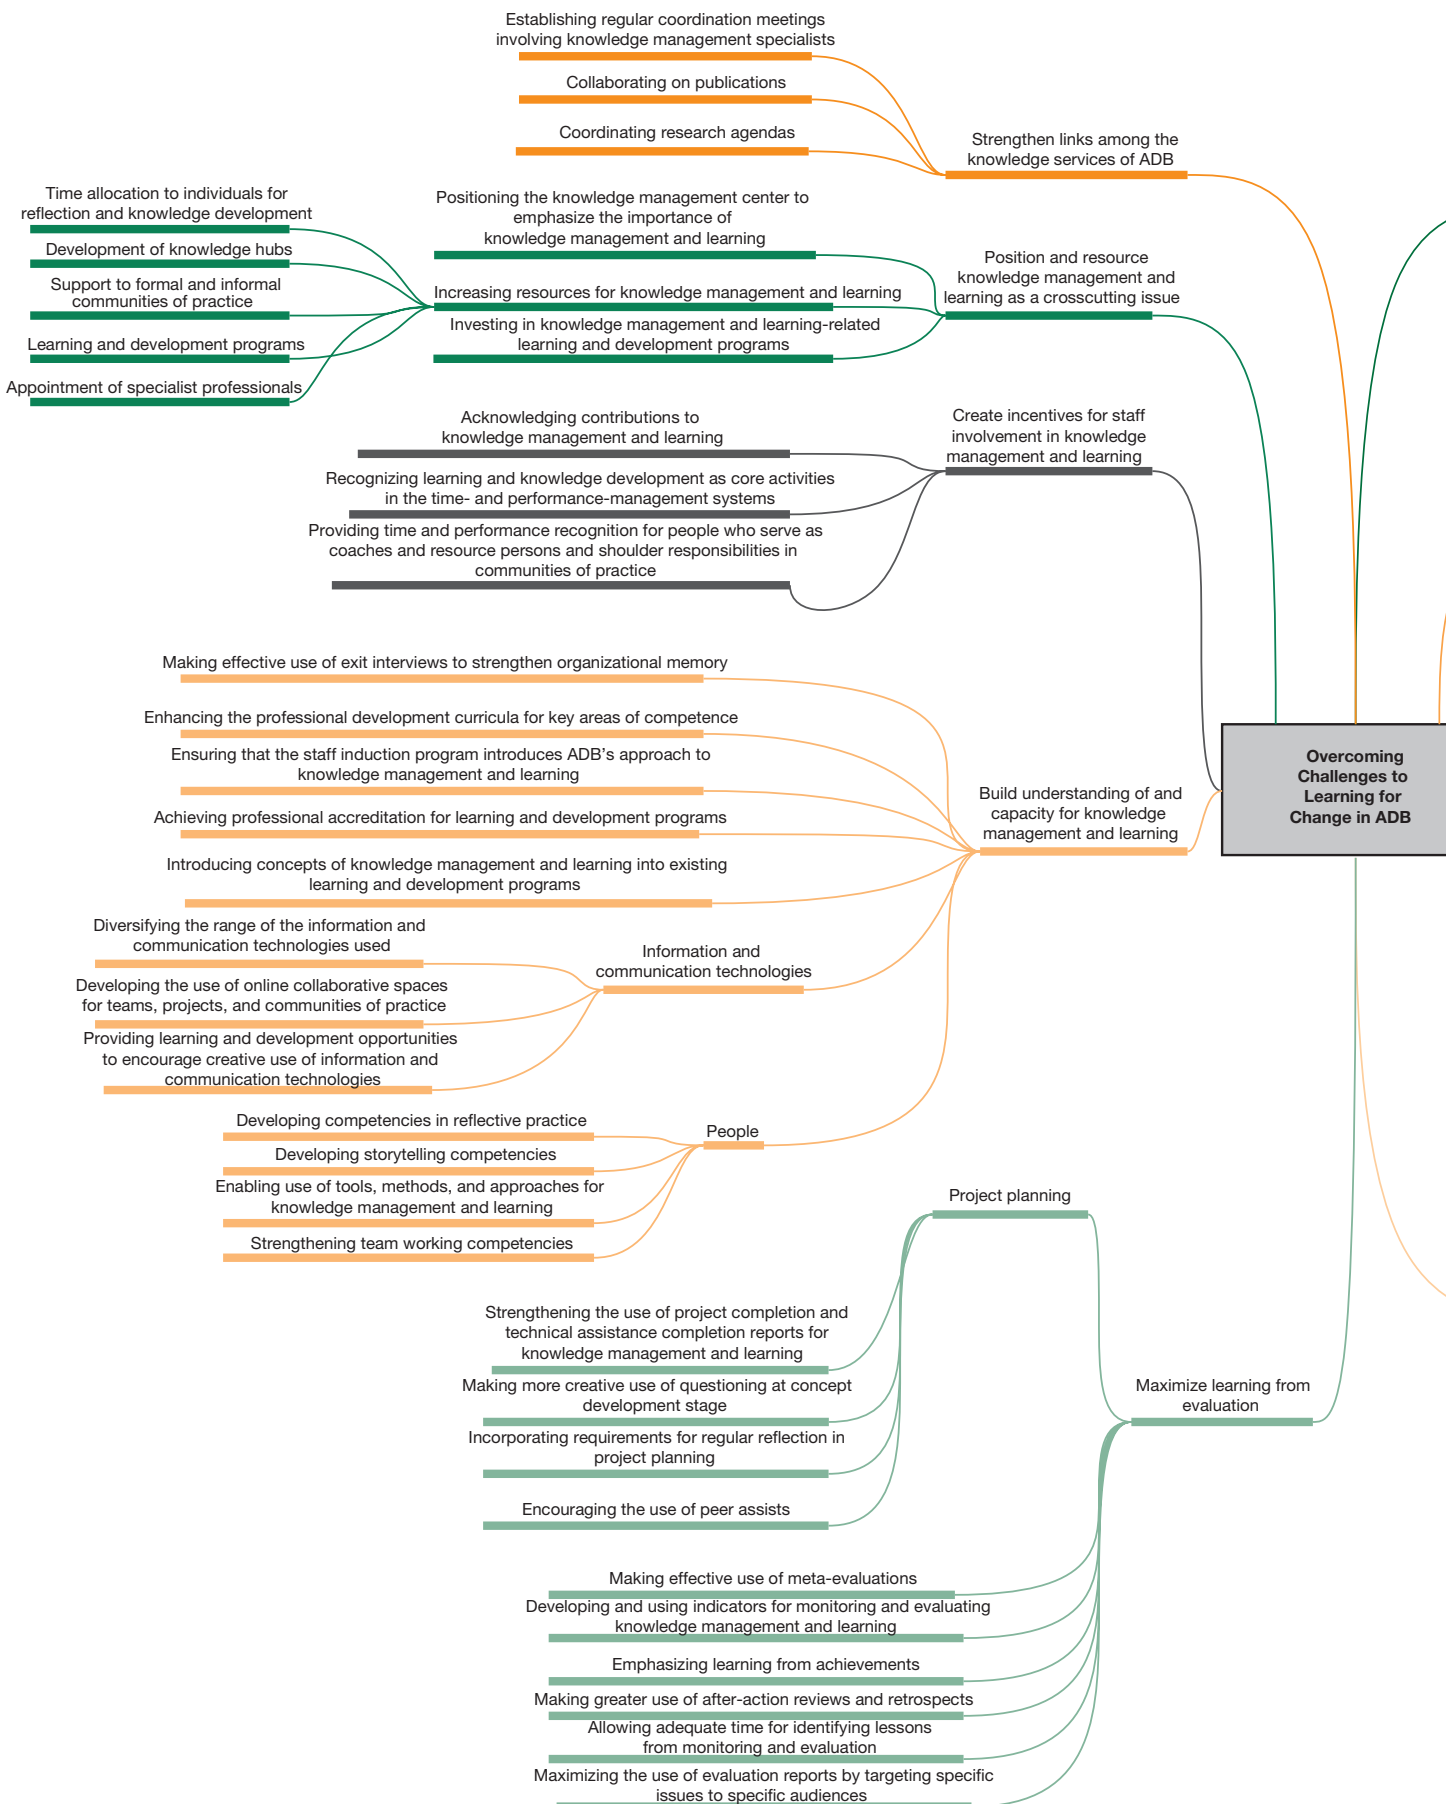 Establishing regular coordination meetings
involving knowledge management specialists
Collaborating on publications
Coordinating research agendas
Strengthen links among the
knowledge services of ADB
Time allocation to individuals for
reflection and knowledge development
Development of knowledge hubs
Support to formal and informal
communities of practice
Learning and development programs
Appointment of specialist professionals
Positioning the knowledge management center to
emphasize the importance of
knowledge management and learning
Increasing resources for knowledge management and learning
Investing in knowledge management and learning-related
learning and development programs
Position and resource
knowledge management and
learning as a crosscutting issue
Acknowledging contributions to
knowledge management and learning
Recognizing learning and knowledge development as core activities
in the time- and performance-management systems
Providing time and performance recognition for people who serve as
coaches and resource persons and shoulder responsibilities in
communities of practice
Create incentives for staff
involvement in knowledge
management and learning
Making effective use of exit interviews to strengthen organizational memory
Enhancing the professional development curricula for key areas of competence
Ensuring that the staff induction program introduces ADB's approach to
knowledge management and learning
Achieving professional accreditation for learning and development programs
Introducing concepts of knowledge management and learning into existing
learning and development programs
Build understanding of and
capacity for knowledge
management and learning
Overcoming
Challenges to
Learning for
Change in ADB
Diversifying the range of the information and
communication technologies used
Developing the use of online collaborative spaces
for teams, projects, and communities of practice
Providing learning and development opportunities
to encourage creative use of information and
communication technologies
Information and
communication technologies
Developing competencies in reflective practice
Developing storytelling competencies
Enabling use of tools, methods, and approaches for
knowledge management and learning
Strengthening team working competencies
People
Project planning
Strengthening the use of project completion and
technical assistance completion reports for
knowledge management and learning
Making more creative use of questioning at concept
development stage
Incorporating requirements for regular reflection in
project planning
Encouraging the use of peer assists
Maximize learning from
evaluation
Making effective use of meta-evaluations
Developing and using indicators for monitoring and evaluating
knowledge management and learning
Emphasizing learning from achievements
Making greater use of after-action reviews and retrospects
Allowing adequate time for identifying lessons
from monitoring and evaluation
Maximizing the use of evaluation reports by targeting specific
issues to specific audiences